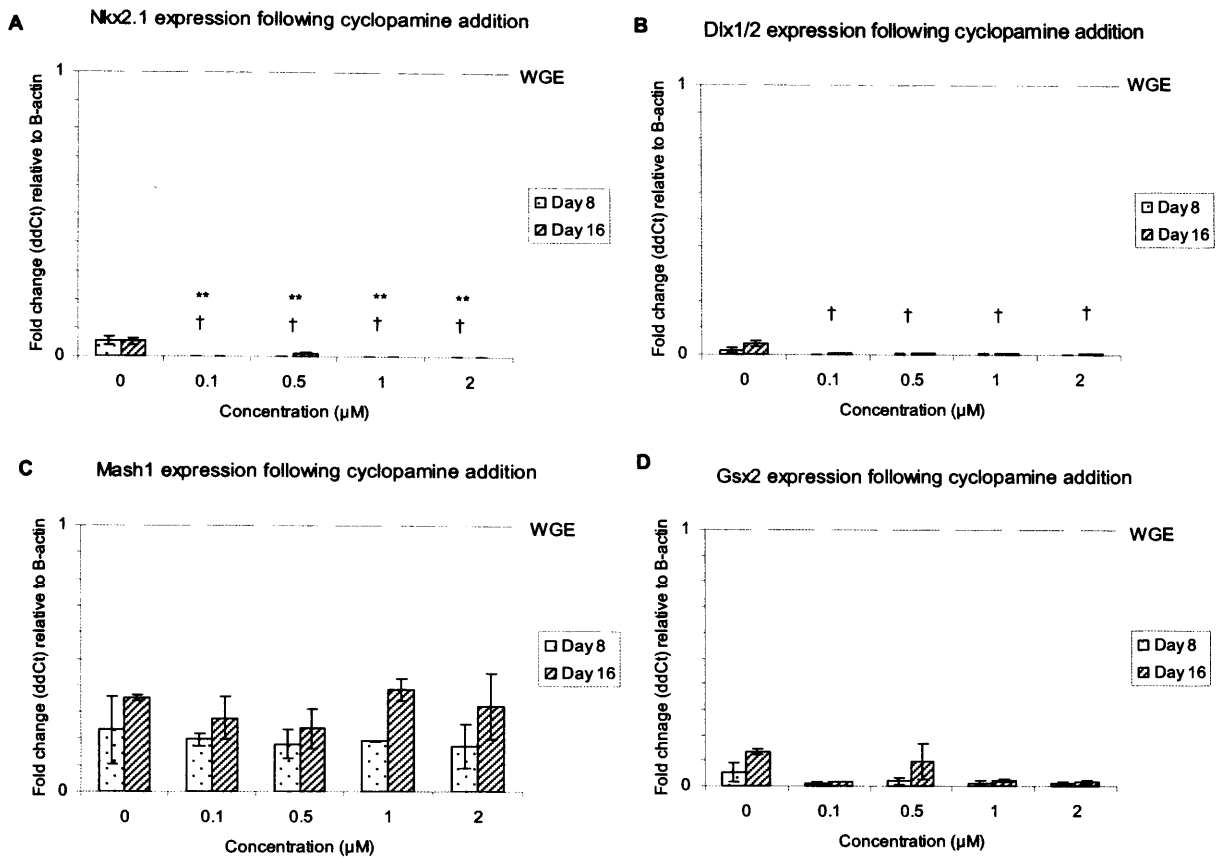 A
Nkx2.1 expression following cyclopamine addition
Fold change (ddCt) relative to B-actin
1
0
WGE
Day 8
Day 16
** ** ** **
† † † †
0 0.1 0.5 1 2
Concentration (µM)
B
Dlx1/2 expression following cyclopamine addition
Fold change (ddCt) relative to B-actin
1
0
WGE
Day 8
Day 16
† † † †
0 0.1 0.5 1 2
Concentration (µM)
C
Mash1 expression following cyclopamine addition
Fold change (ddCt) relative to B-actin
1
0
WGE
Day 8
Day 16
0 0.1 0.5 1 2
Concentration (µM)
D
Gsx2 expression following cyclopamine addition
Fold chnage (ddCt) relative to B-actin
1
0
WGE
Day 8
Day 16
0 0.1 0.5 1 2
Concentration (µM)